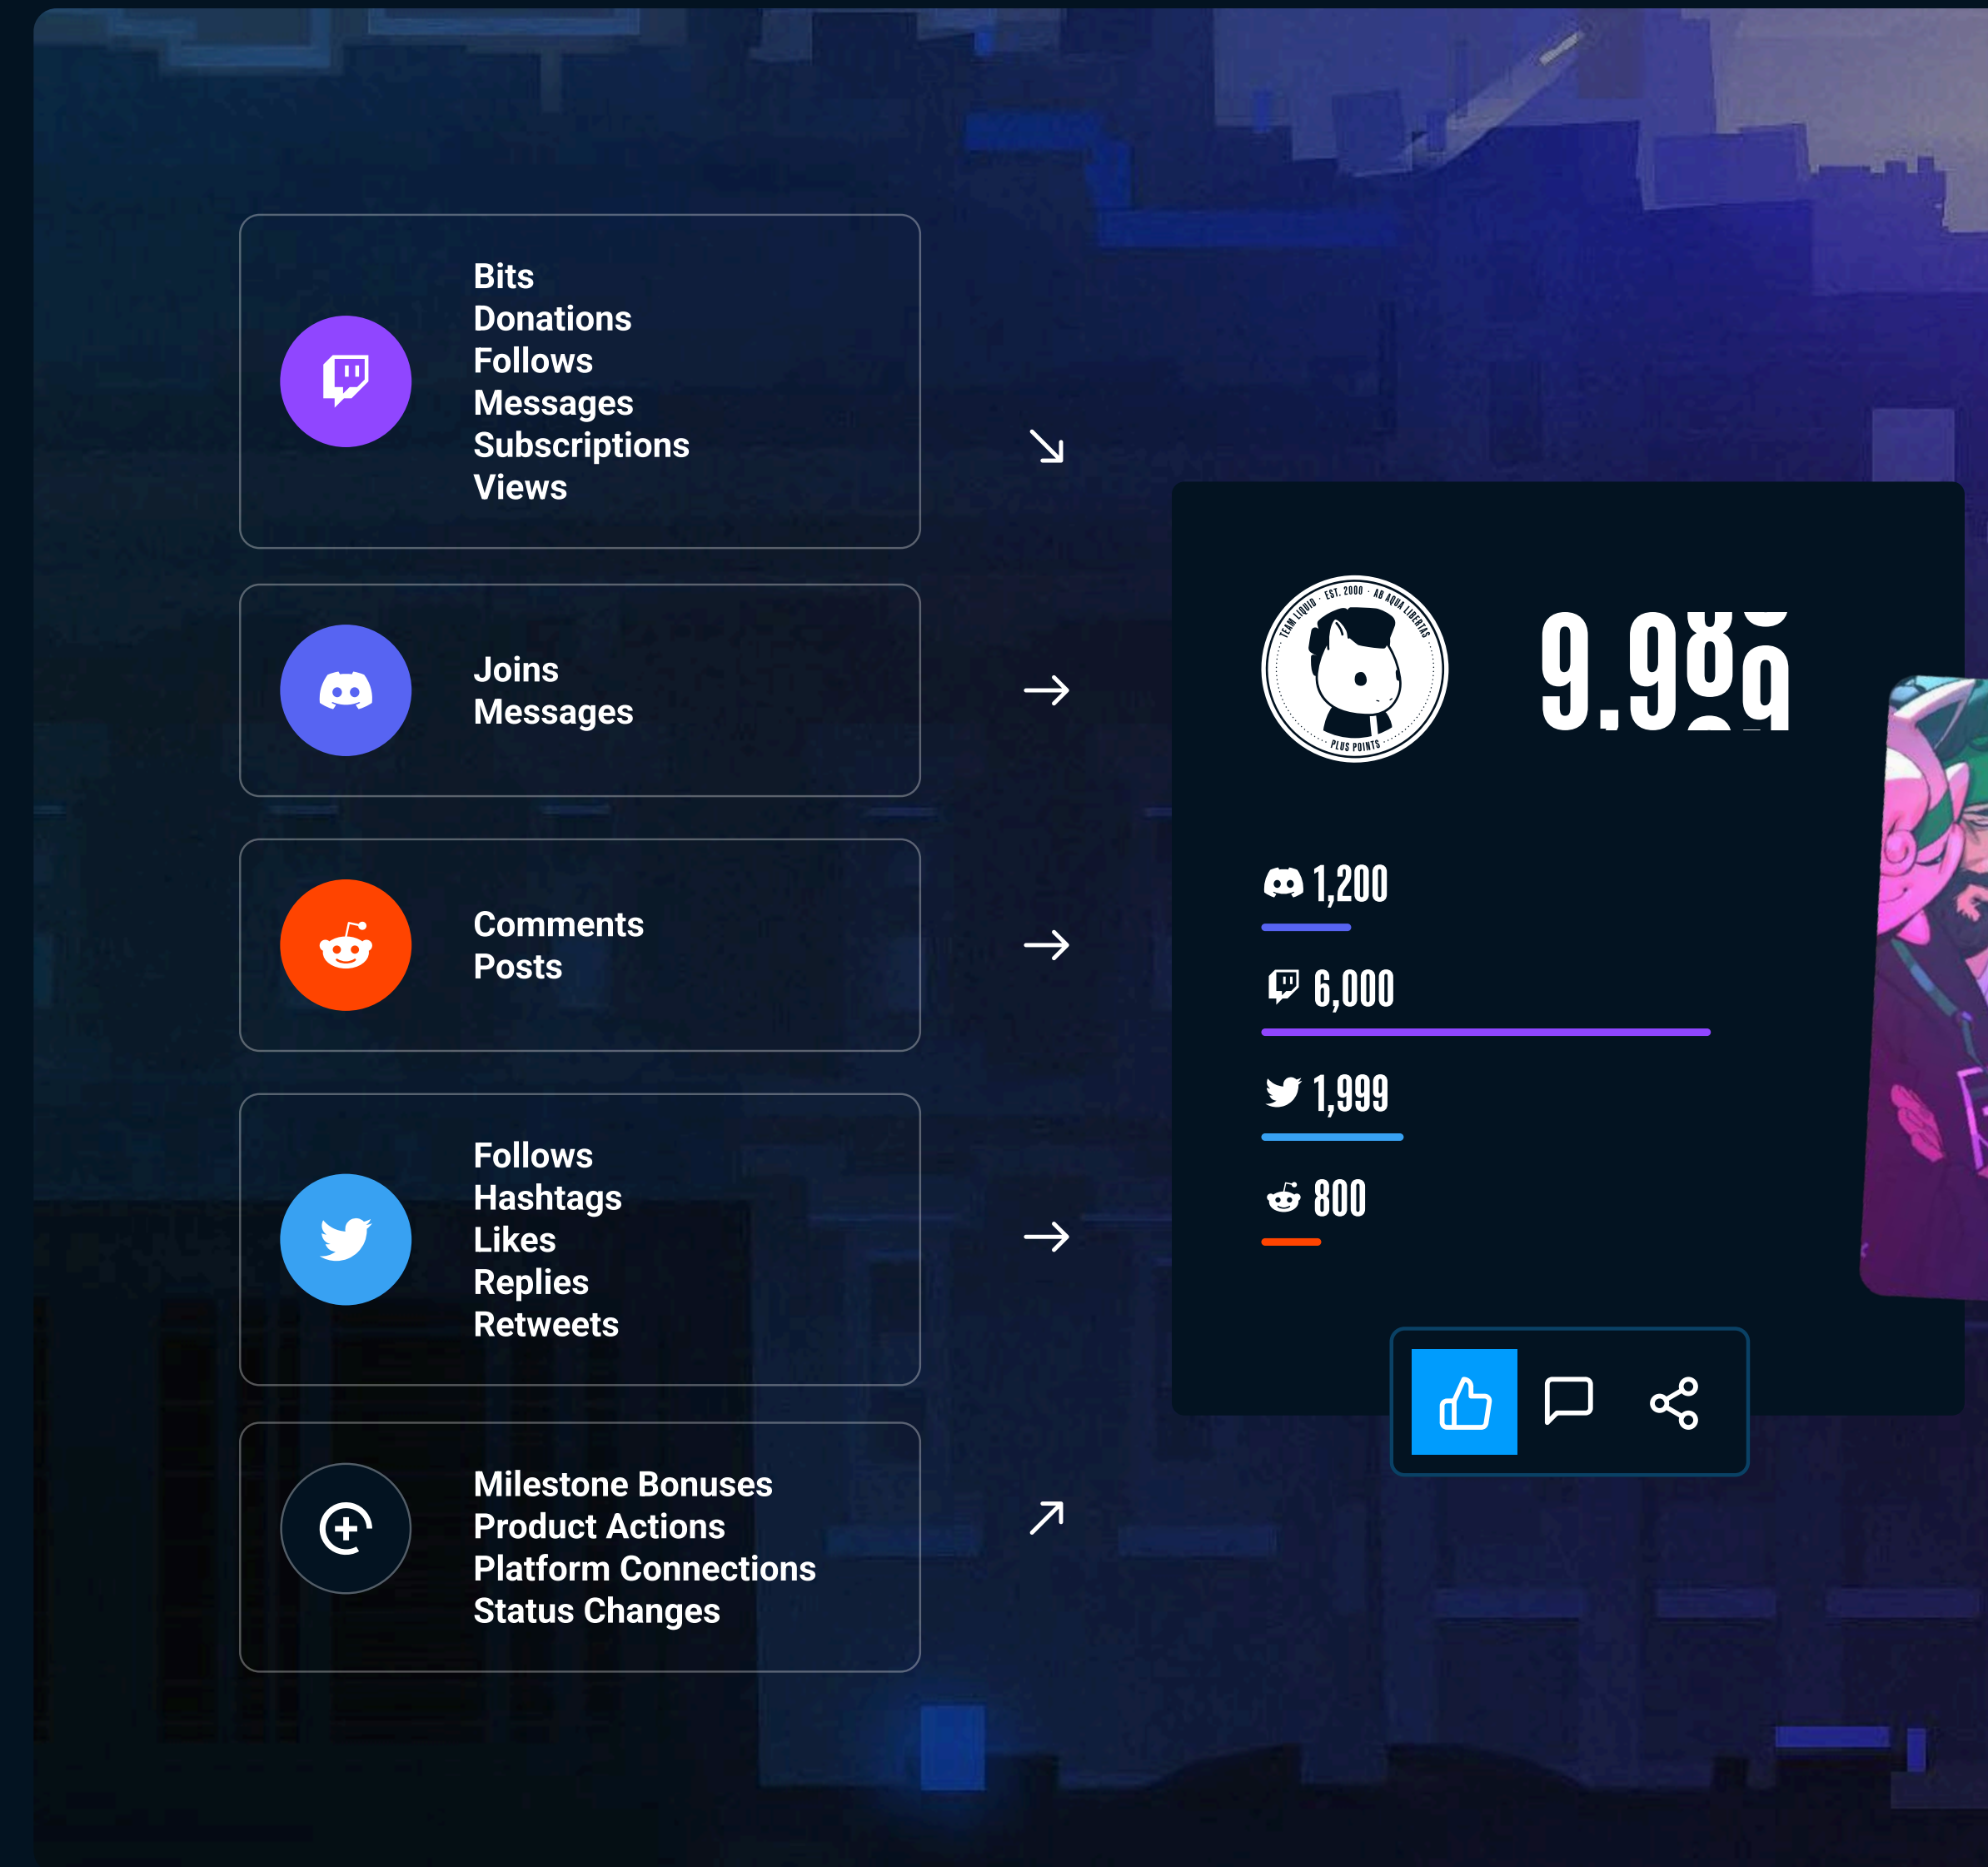 Bits
Donations
Follows
Messages
Subscriptions
Views
Joins
Messages
Comments
Posts
Follows
Hashtags
Likes
Replies
Retweets
Milestone Bonuses
Product Actions
Platform Connections
Status Changes
TEAM LIQUID · EST. 2000 · AB AQUA LIBERTAS
PLUS POINTS
1,200
6,000
1,999
800